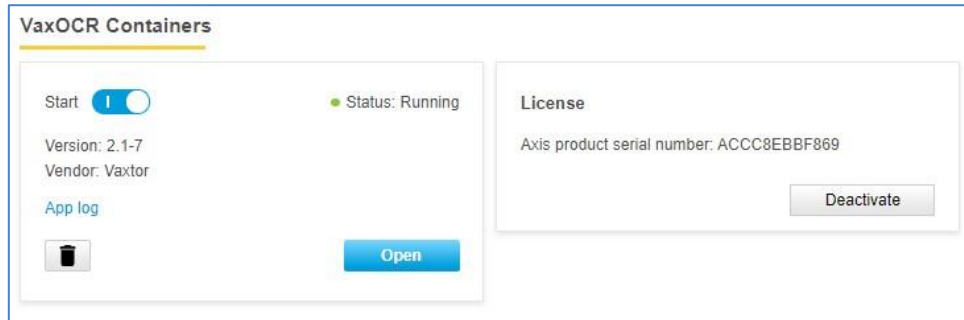 VaxOCR Containers
Start
Status: Running
Version: 2.1-7
Vendor: Vaxtor
App log
Open
License
Axis product serial number: ACCC8EBBF869
Deactivate